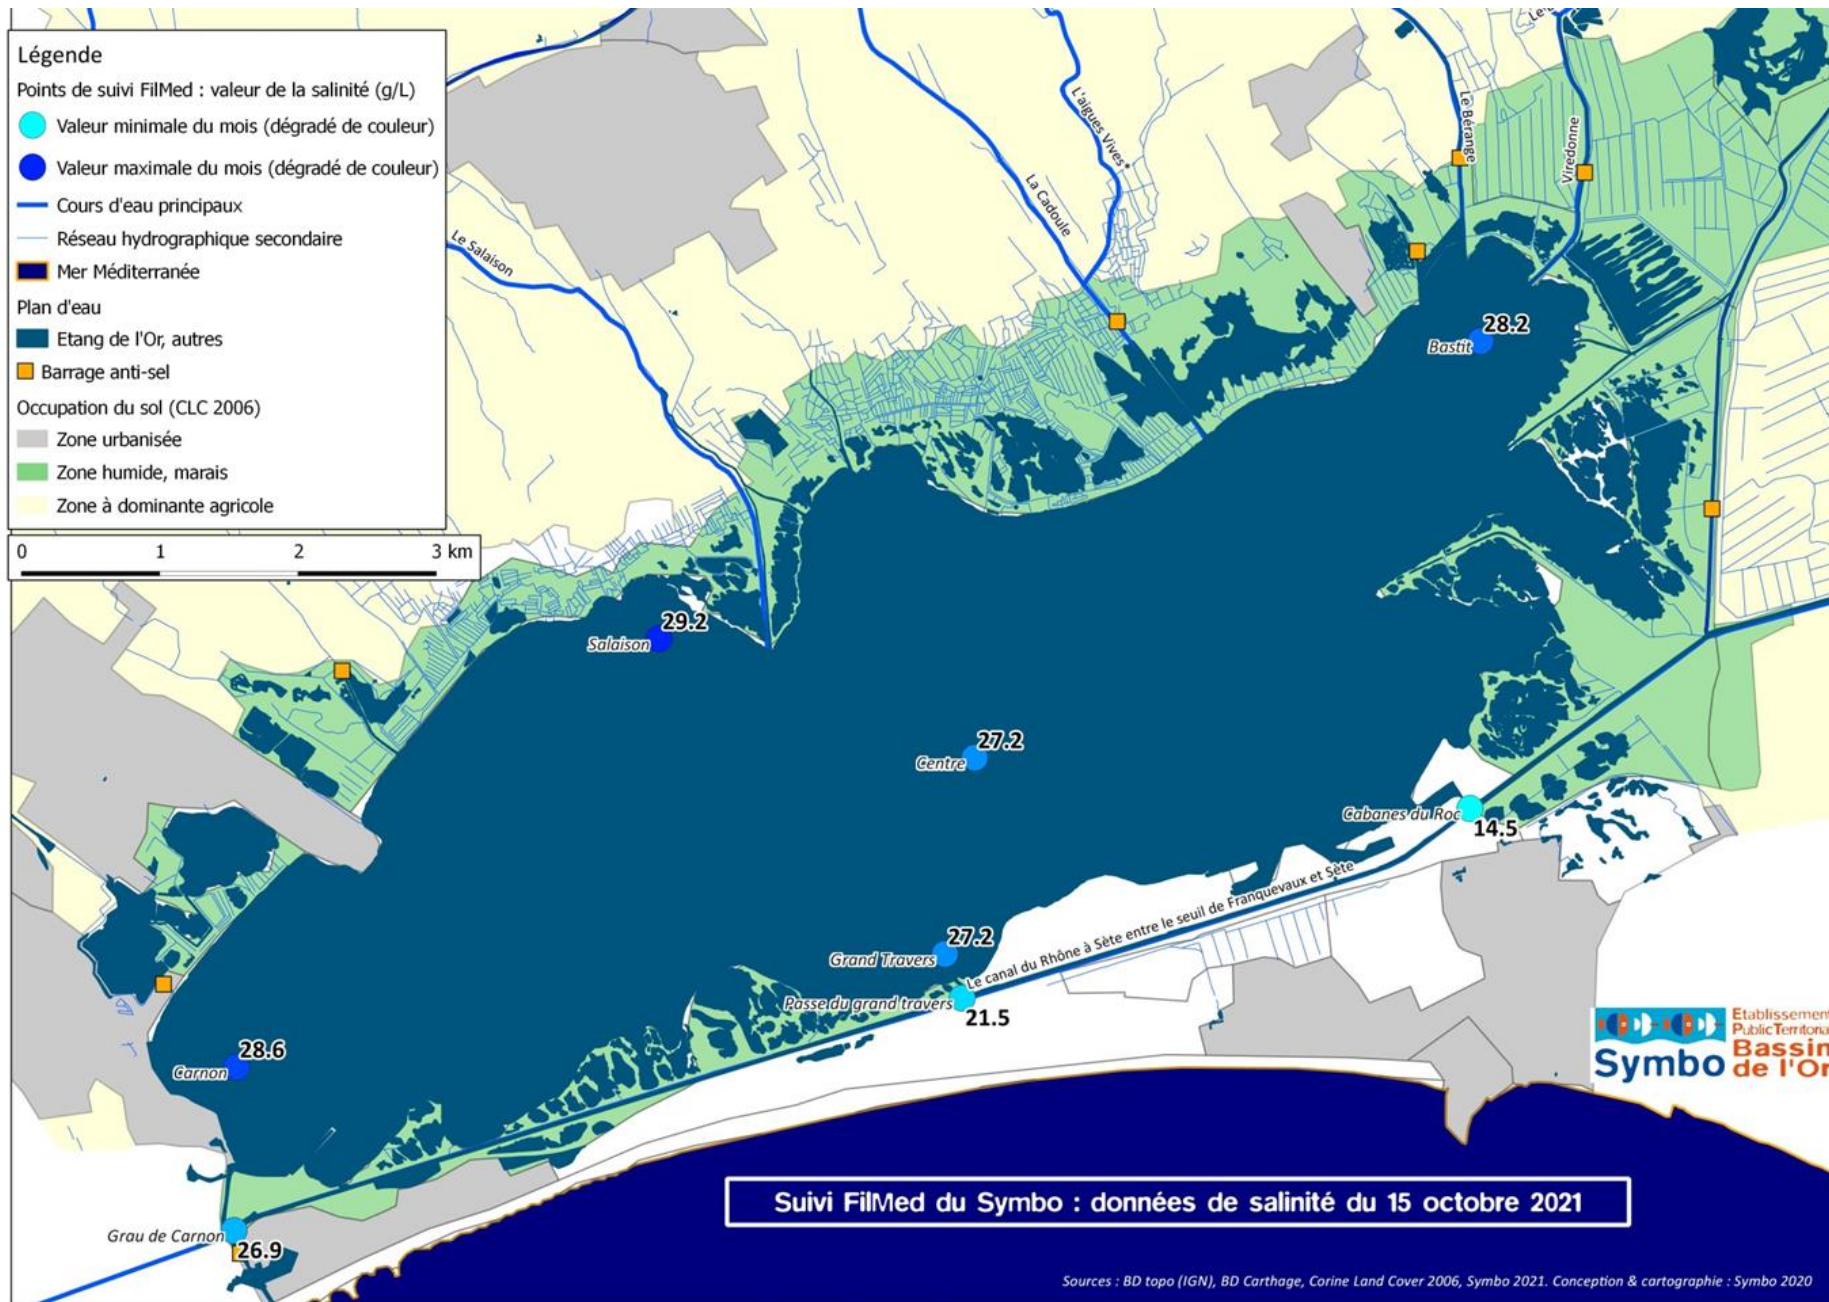 Légende
Points de suivi FilMed : valeur de la salinité (g/L)
Valeur minimale du mois (dégradé de couleur)
Valeur maximale du mois (dégradé de couleur)
Cours d'eau principaux
Réseau hydrographique secondaire
Mer Méditerranée
Plan d'eau
Etang de l'Or, autres
Barrage anti-sel
Occupation du sol (CLC 2006)
Zone urbanisée
Zone humide, marais
Zone à dominante agricole
0 1 2 3 km
Le Salaison
La Cadoule
L'aigues Vives
Le Bérange
Viredonne
28.2
Bastit
29.2
Salaison
27.2
Centre
Cabanes du Roc
14.5
Le canal du Rhône à Sète entre le seuil de Franquevaux et Sète
27.2
Grand Travers
Passe du grand travers
21.5
28.6
Carnon
Grau de Carnon
26.9
Symbo
Etablissement
Public Territorial
Bassin
de l'Or
Suivi FilMed du Symbo : données de salinité du 15 octobre 2021
Sources : BD topo (IGN), BD Carthage, Corine Land Cover 2006, Symbo 2021. Conception & cartographie : Symbo 2020